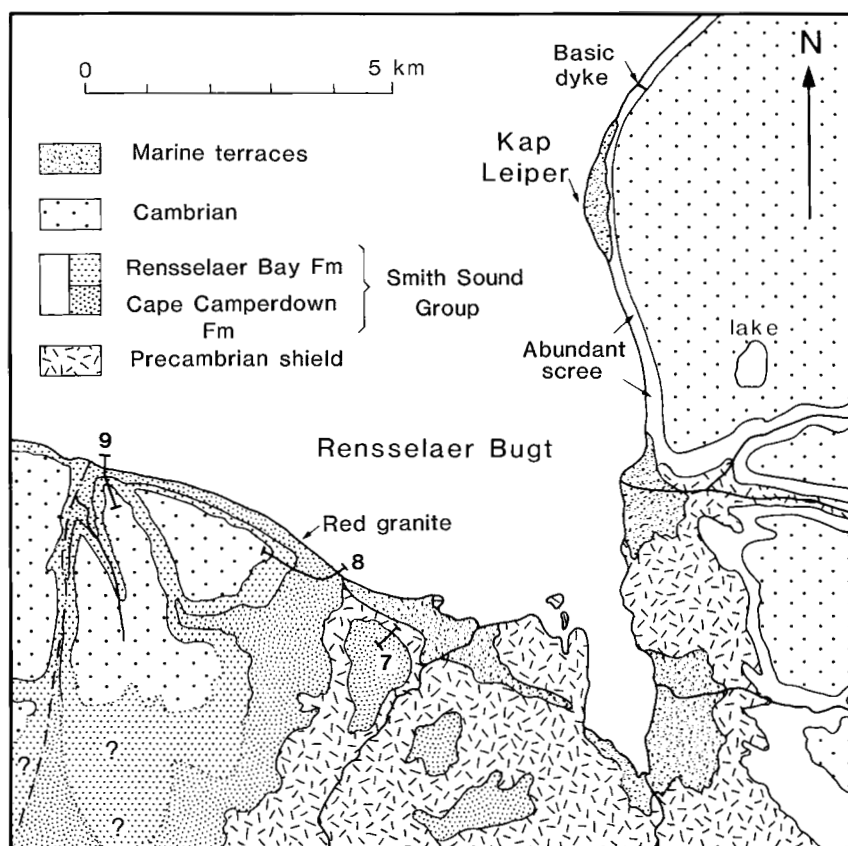 0 5 km
Marine terraces
Cambrian
Rensselaer Bay Fm
Cape Camperdown
Fm
Smith Sound
Group
Precambrian shield
Basic
dyke
N
Kap
Leiper
lake
Abundant
scree
Rensselaer Bugt
9
Red granite
8
7
?
?
?